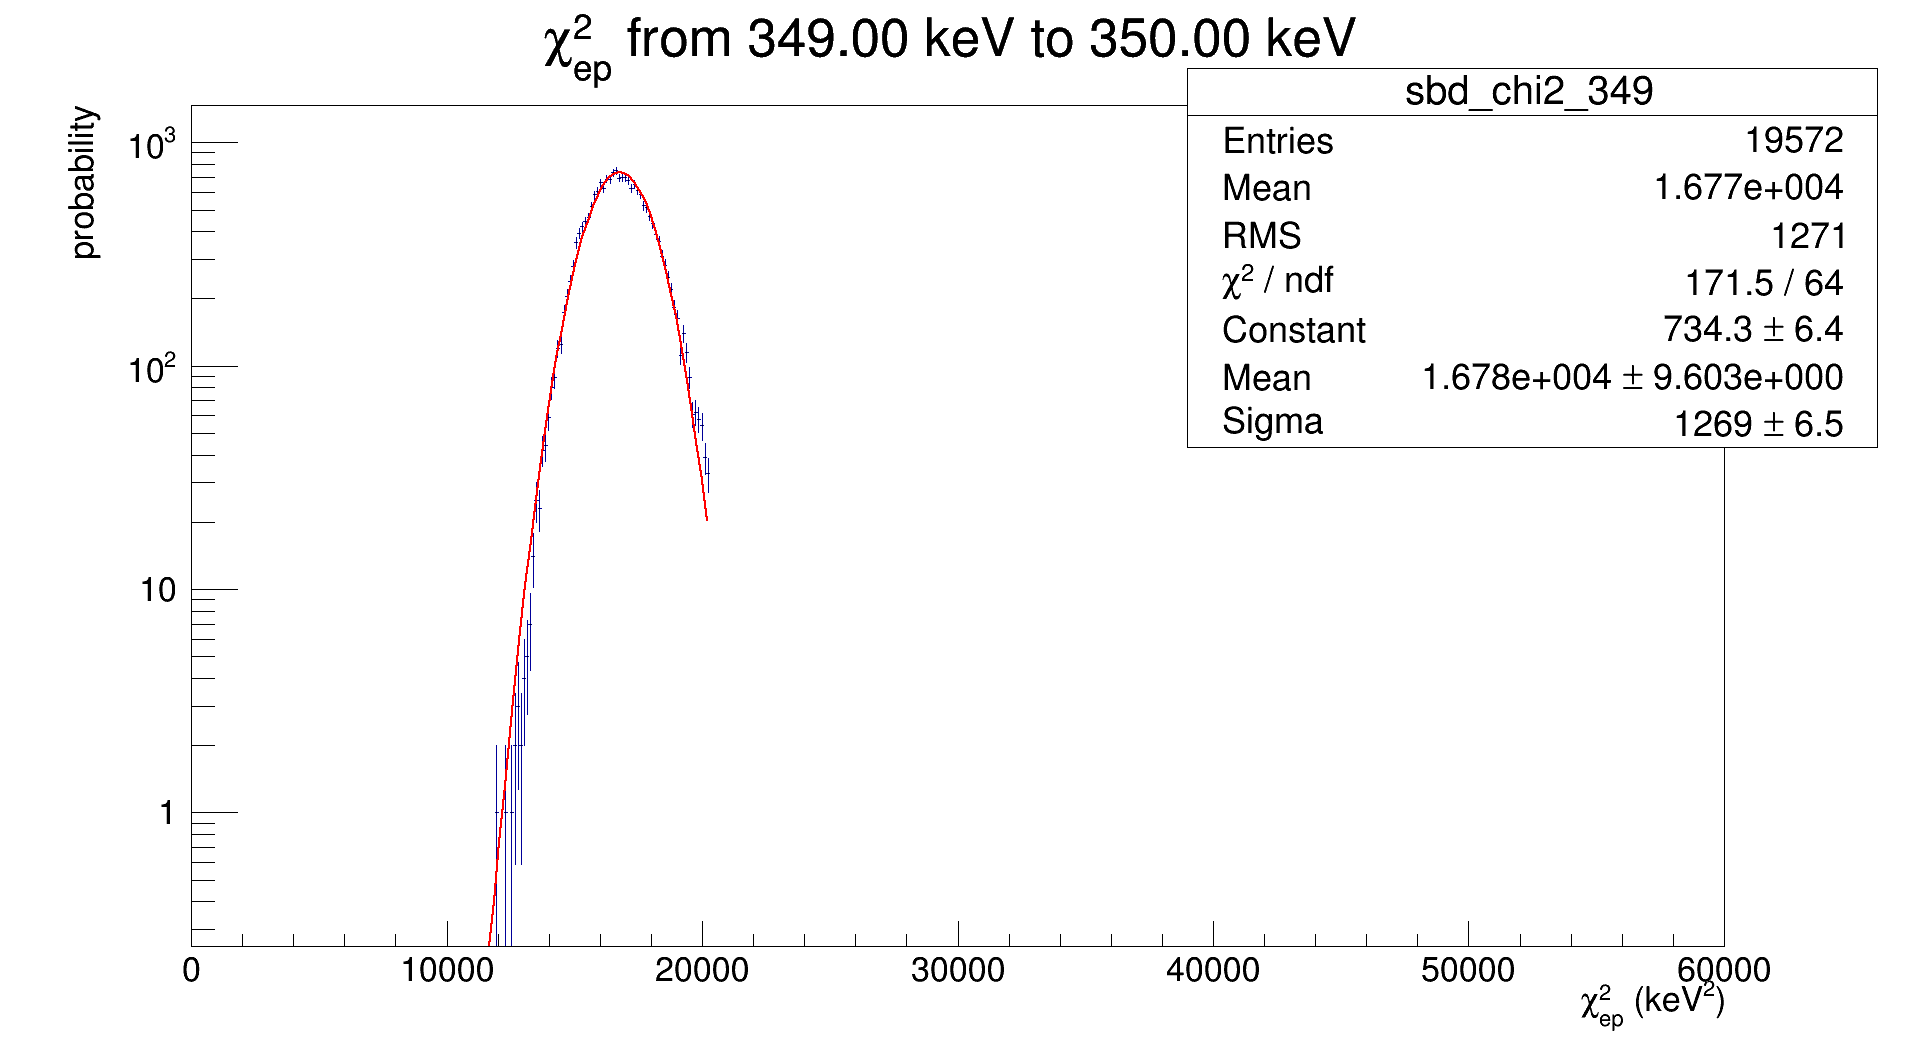 χ²ep from 349.00 keV to 350.00 keV
sbd_chi2_349
Entries 19572
Mean 1.677e+004
RMS 1271
χ² / ndf 171.5 / 64
Constant 734.3 ± 6.4
Mean 1.678e+004 ± 9.603e+000
Sigma 1269 ± 6.5
probability
10³
10²
10
1
0 10000 20000 30000 40000 50000 60000
χ²ep (keV²)